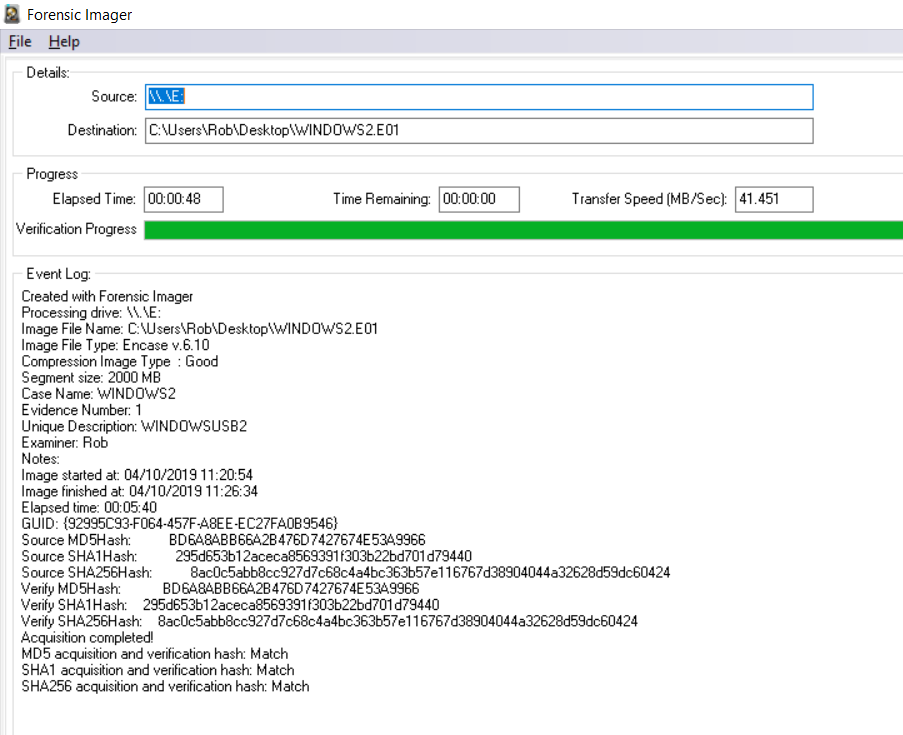 Forensic Imager
File Help
Details:
Source: \\.\E:
Destination: C:\Users\Rob\Desktop\WINDOWS2.E01
Progress
Elapsed Time: 00:00:48 Time Remaining: 00:00:00 Transfer Speed (MB/Sec): 41.451
Verification Progress
Event Log:
Created with Forensic Imager
Processing drive: \\.\E:
Image File Name: C:\Users\Rob\Desktop\WINDOWS2.E01
Image File Type: Encase v.6.10
Compression Image Type : Good
Segment size: 2000 MB
Case Name: WINDOWS2
Evidence Number: 1
Unique Description: WINDOWSUSB2
Examiner: Rob
Notes:
Image started at: 04/10/2019 11:20:54
Image finished at: 04/10/2019 11:26:34
Elapsed time: 00:05:40
GUID: {92995C93-F064-457F-A8EE-EC27FA0B9546}
Source MD5Hash: BD6A8ABB66A2B476D7427674E53A9966
Source SHA1Hash: 295d653b12aceca8569391f303b22bd701d79440
Source SHA256Hash: 8ac0c5abb8cc927d7c68c4a4bc363b57e116767d38904044a32628d59dc60424
Verify MD5Hash: BD6A8ABB66A2B476D7427674E53A9966
Verify SHA1Hash: 295d653b12aceca8569391f303b22bd701d79440
Verify SHA256Hash: 8ac0c5abb8cc927d7c68c4a4bc363b57e116767d38904044a32628d59dc60424
Acquisition completed!
MD5 acquisition and verification hash: Match
SHA1 acquisition and verification hash: Match
SHA256 acquisition and verification hash: Match